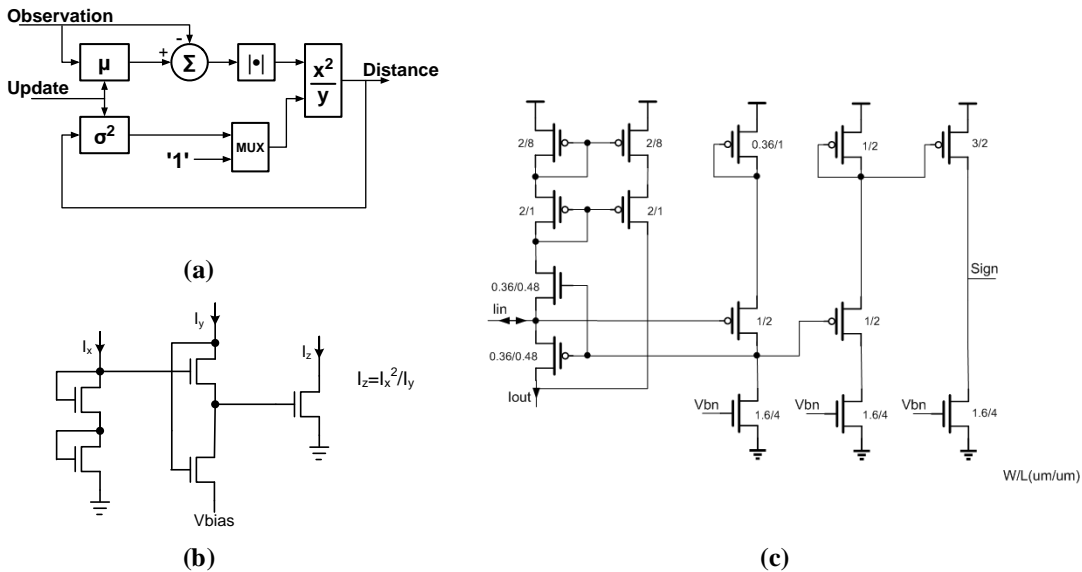 Observation
-
+
μ
Σ
|•|
x²
y
Distance
Update
σ²
MUX
'1'
(a)
Iₓ
Iᵧ
I_z
I_z=Iₓ²/Iᵧ
Vbias
(b)
2/8
2/8
0.36/1
1/2
3/2
2/1
2/1
Sign
0.36/0.48
Iin
1/2
1/2
0.36/0.48
Iout
Vbn
1.6/4
Vbn
1.6/4
Vbn
1.6/4
W/L(um/um)
(c)